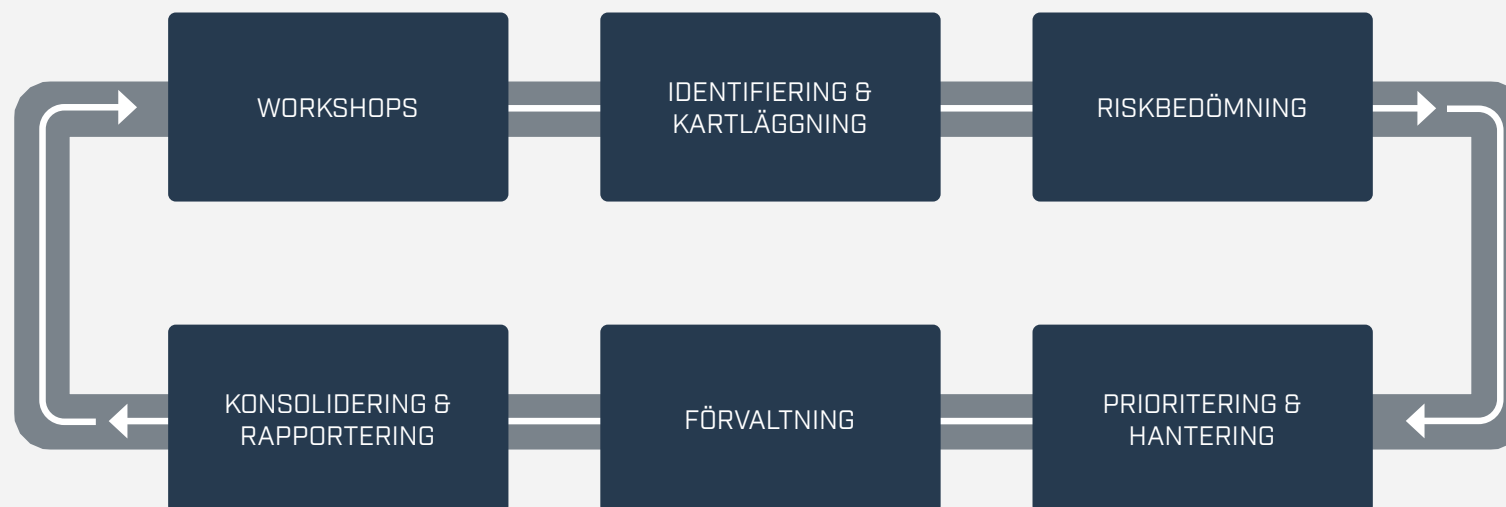 WORKSHOPS
IDENTIFIERING &
KARTLÄGGNING
RISKBEDÖMNING
KONSOLIDERING &
RAPPORTERING
FÖRVALTNING
PRIORITERING &
HANTERING